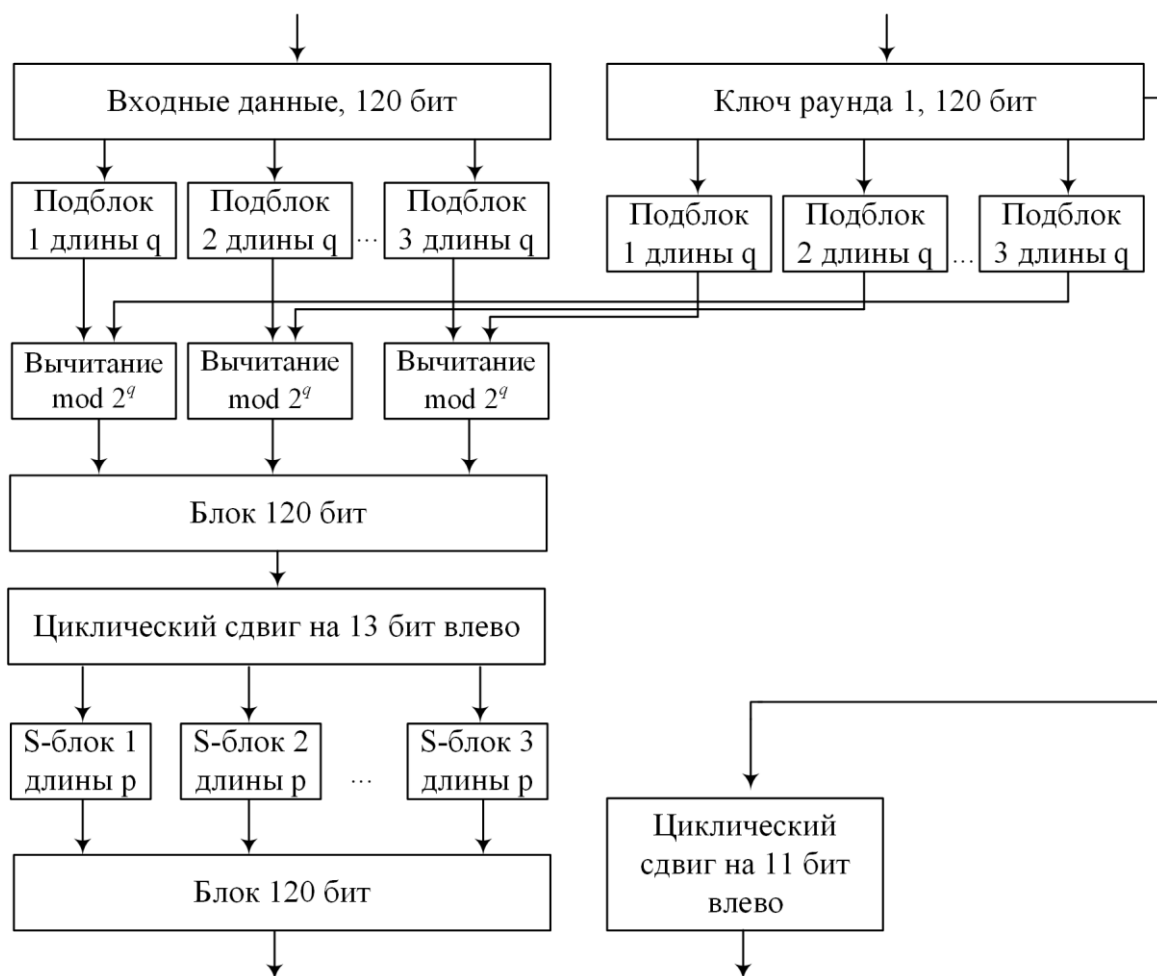 Входные данные, 120 бит
Ключ раунда 1, 120 бит
Подблок
1 длины q
Подблок
2 длины q
...
Подблок
3 длины q
Подблок
1 длины q
Подблок
2 длины q
...
Подблок
3 длины q
Вычитание
mod 2^q
Вычитание
mod 2^q
Вычитание
mod 2^q
Блок 120 бит
Циклический сдвиг на 13 бит влево
S-блок 1
длины p
S-блок 2
длины p
...
S-блок 3
длины p
Блок 120 бит
Циклический
сдвиг на 11 бит
влево